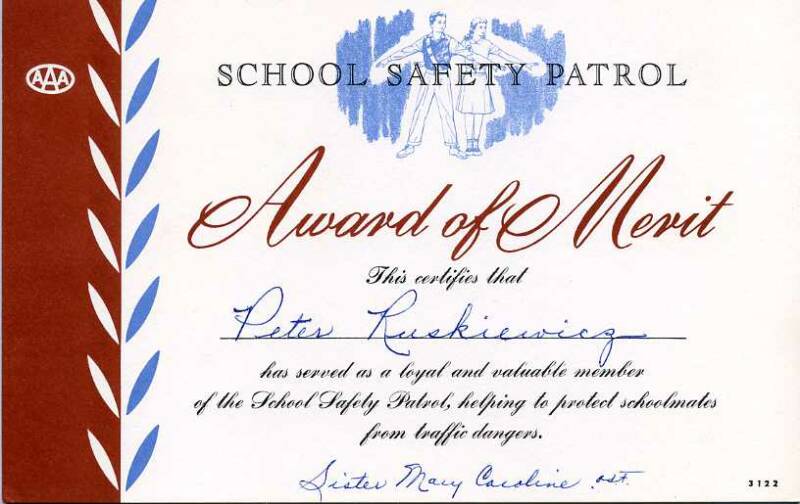 AAA
SCHOOL SAFETY PATROL
Award of Merit
This certifies that
Peter Ruskiewicz
has served as a loyal and valuable member
of the School Safety Patrol, helping to protect schoolmates
from traffic dangers.
Sister Mary Caroline osf.
3122